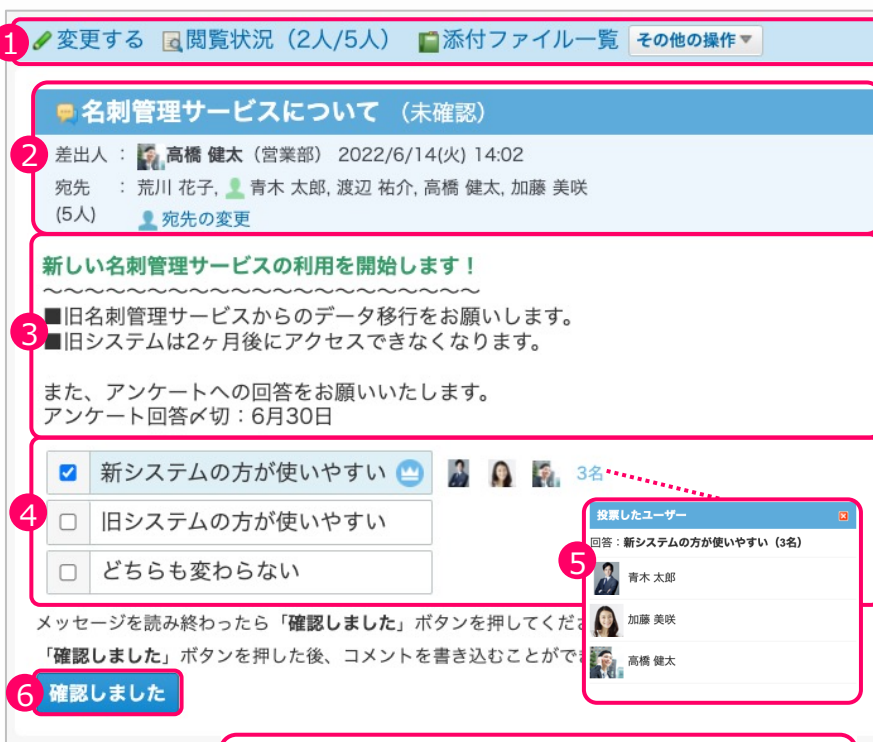 1 変更する 閲覧状況（2人/5人） 添付ファイル一覧 その他の操作▼
名刺管理サービスについて （未確認）
2 差出人 ： 高橋 健太（営業部） 2022/6/14(火) 14:02
宛先 ： 荒川 花子, 青木 太郎, 渡辺 祐介, 高橋 健太, 加藤 美咲
(5人) 宛先の変更
新しい名刺管理サービスの利用を開始します！
〜〜〜〜〜〜〜〜〜〜〜〜〜〜〜〜〜〜〜〜〜
3 ■旧名刺管理サービスからのデータ移行をお願いします。
■旧システムは2ヶ月後にアクセスできなくなります。
また、アンケートへの回答をお願いいたします。
アンケート回答〆切：6月30日
新システムの方が使いやすい 3名
4 旧システムの方が使いやすい
どちらも変わらない
投票したユーザー
5 回答：新システムの方が使いやすい（3名）
青木 太郎
加藤 美咲
高橋 健太
メッセージを読み終わったら「確認しました」ボタンを押してくだ
「確認しました」ボタンを押した後、コメントを書き込むことがで
6 確認しました